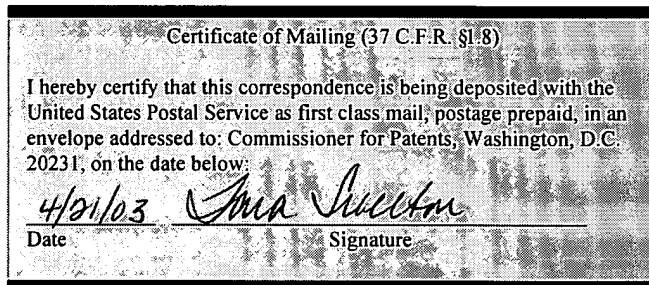 Certificate of Mailing (37 C.F.R. §1.8)
I hereby certify that this correspondence is being deposited with the
United States Postal Service as first class mail, postage prepaid, in an
envelope addressed to: Commissioner for Patents, Washington, D.C.
20231, on the date below:
4/21/03
Date Signature